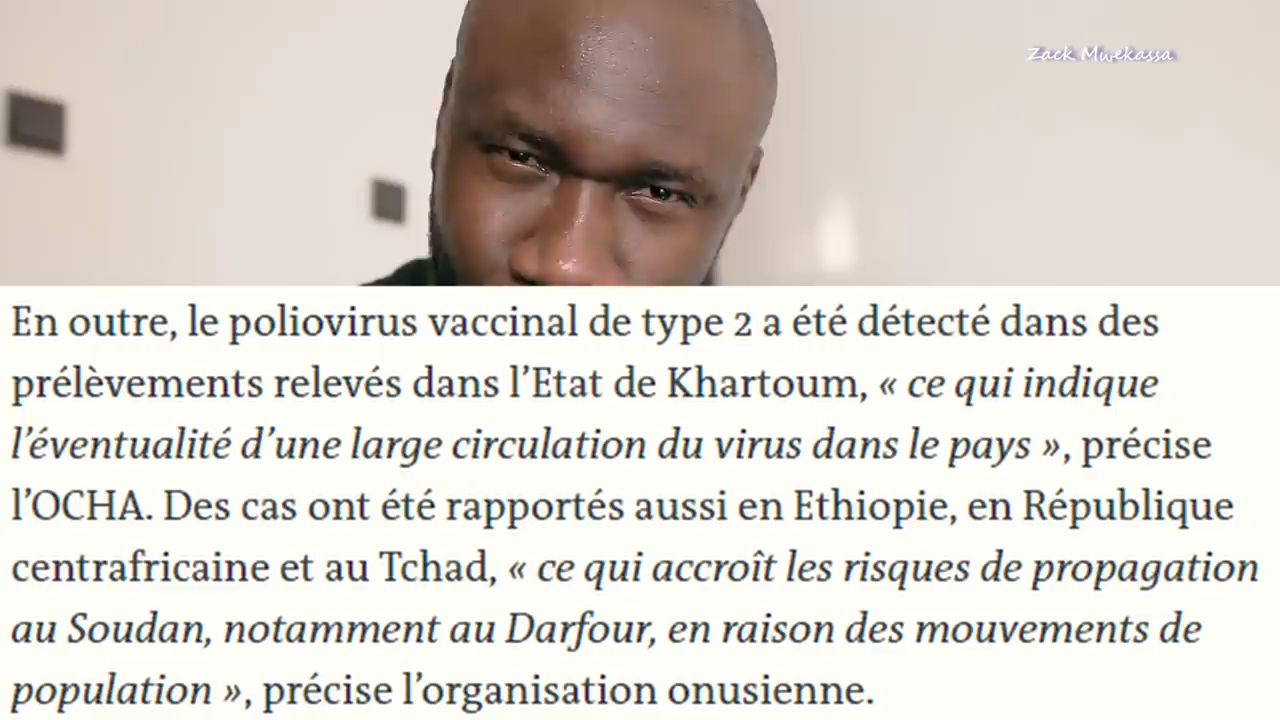 Zack Mwekassa
En outre, le poliovirus vaccinal de type 2 a été détecté dans des
prélèvements relevés dans l’Etat de Khartoum, « ce qui indique
l’éventualité d’une large circulation du virus dans le pays », précise
l’OCHA. Des cas ont été rapportés aussi en Ethiopie, en République
centrafricaine et au Tchad, « ce qui accroît les risques de propagation
au Soudan, notamment au Darfour, en raison des mouvements de
population », précise l’organisation onusienne.